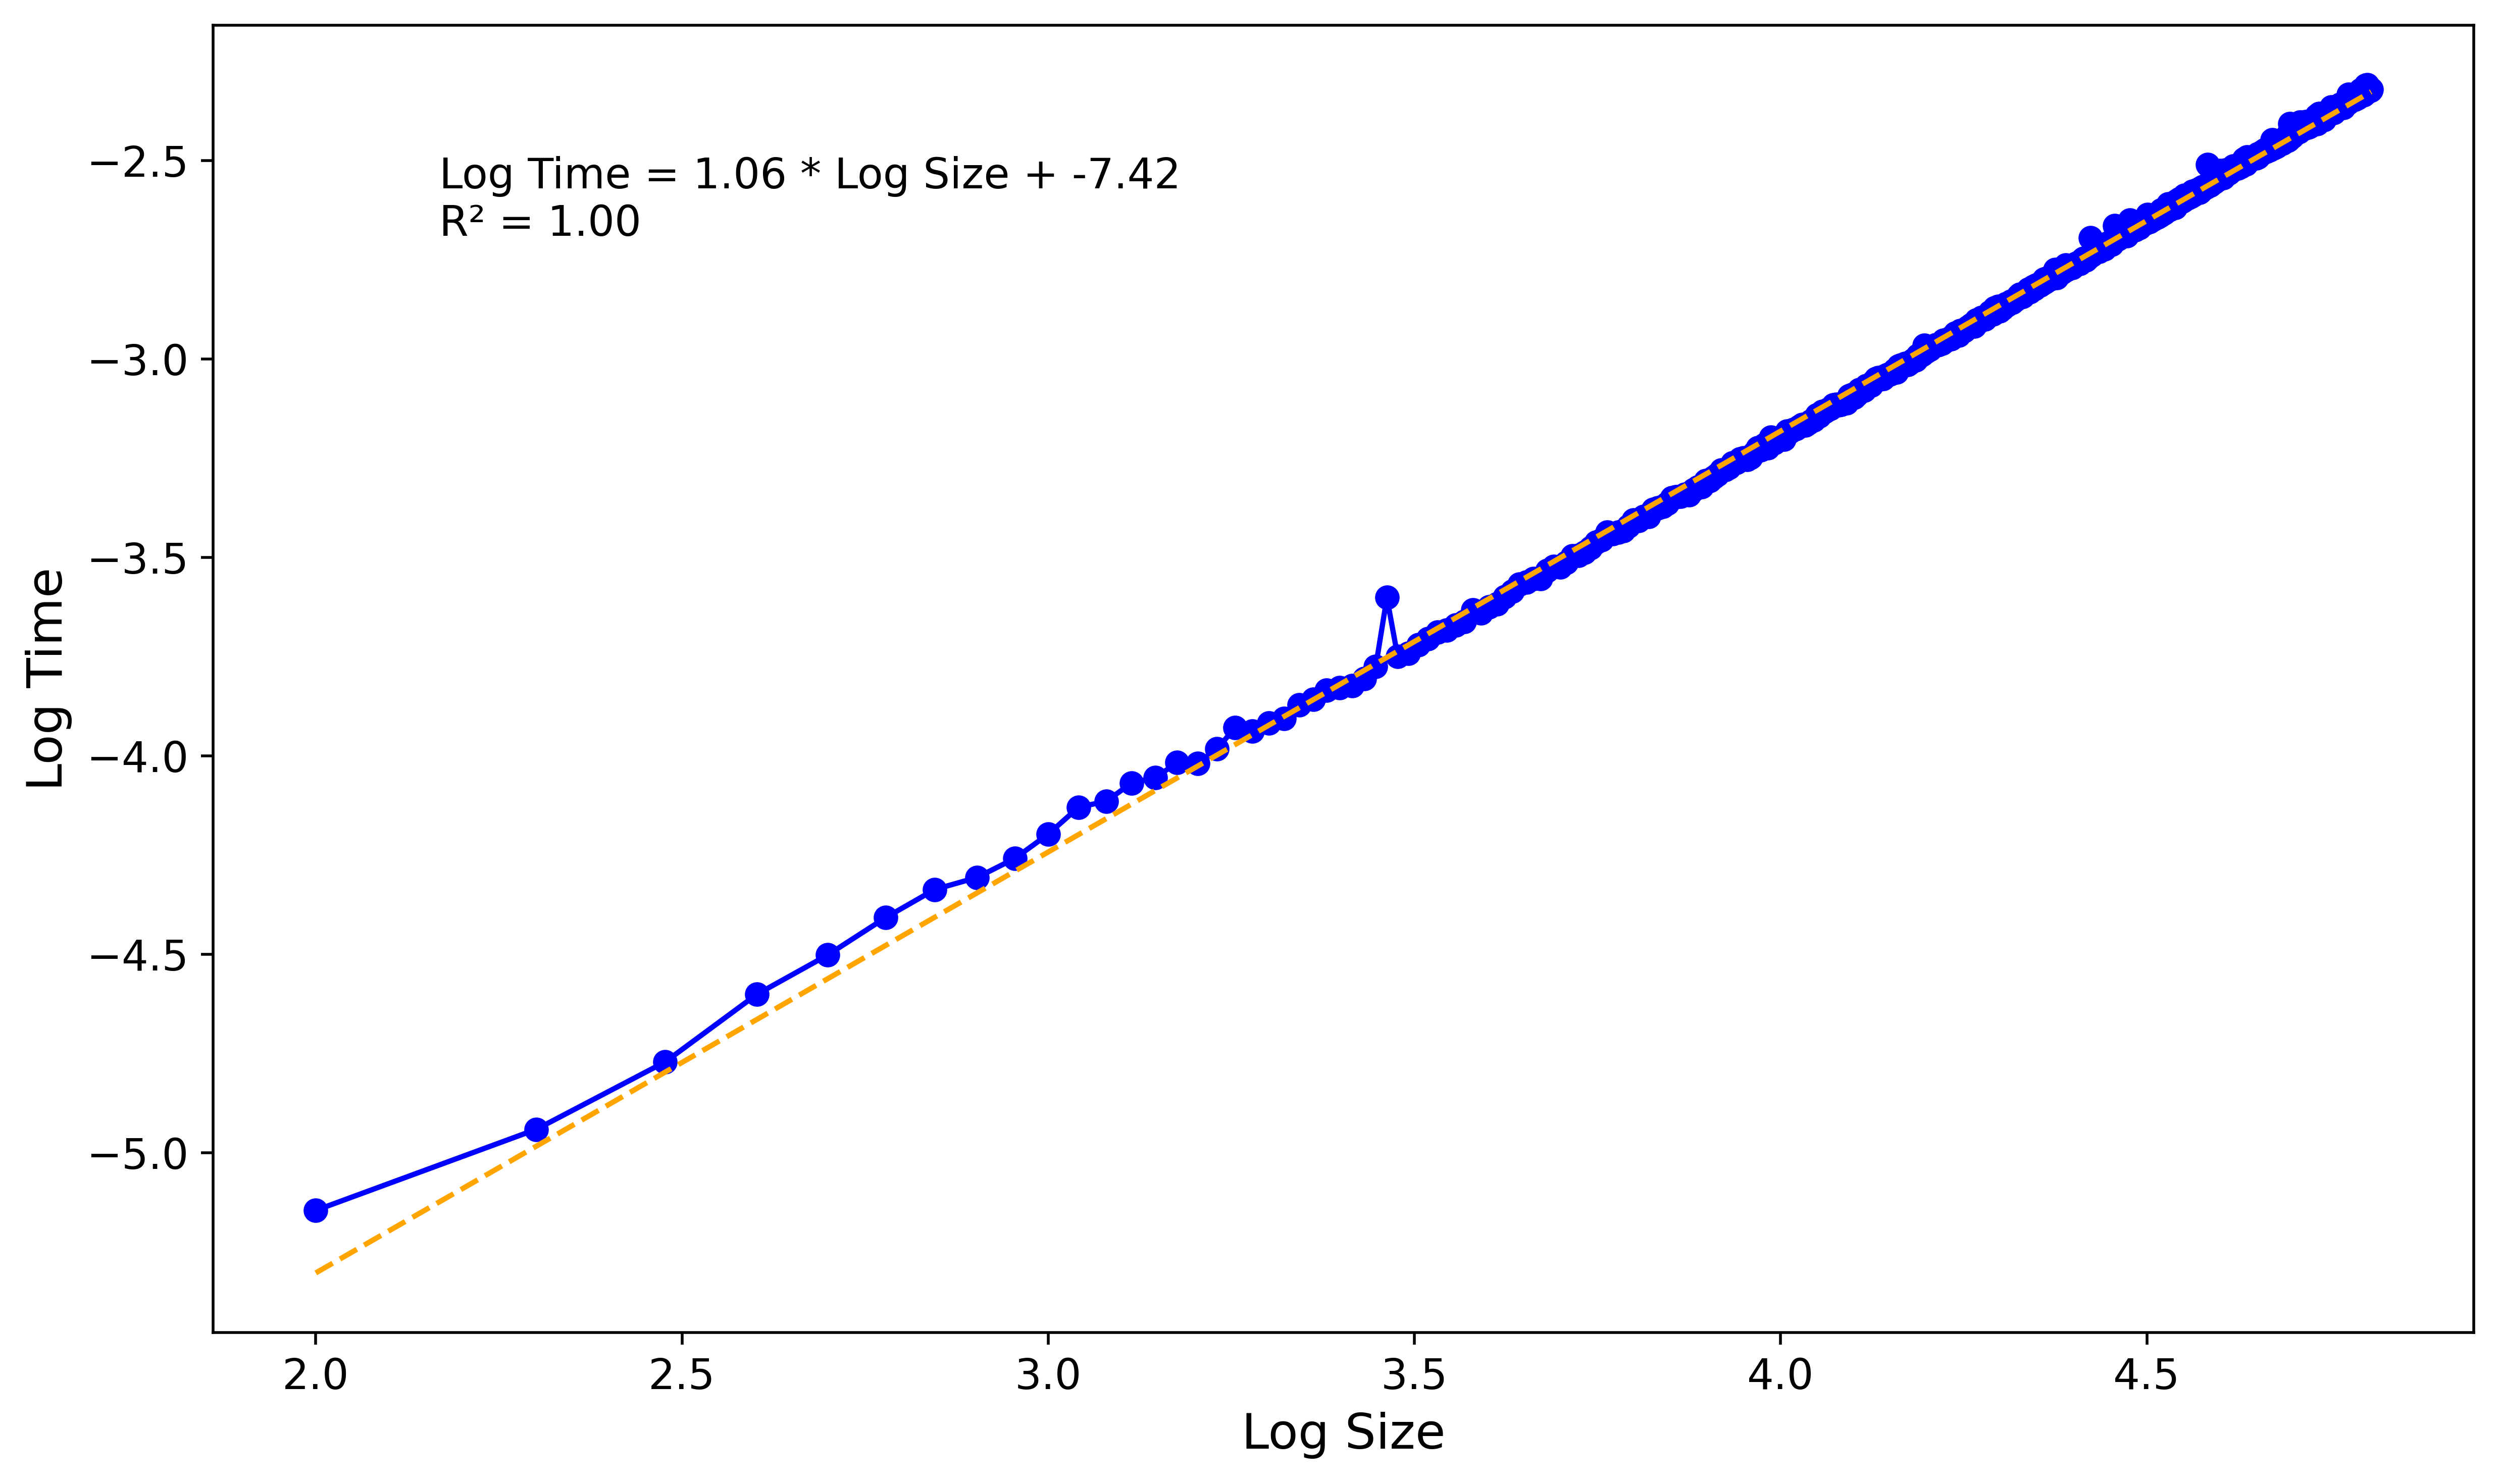 Log Time = 1.06 * Log Size + -7.42
R² = 1.00
Log Time
−2.5
−3.0
−3.5
−4.0
−4.5
−5.0
2.0 2.5 3.0 3.5 4.0 4.5
Log Size